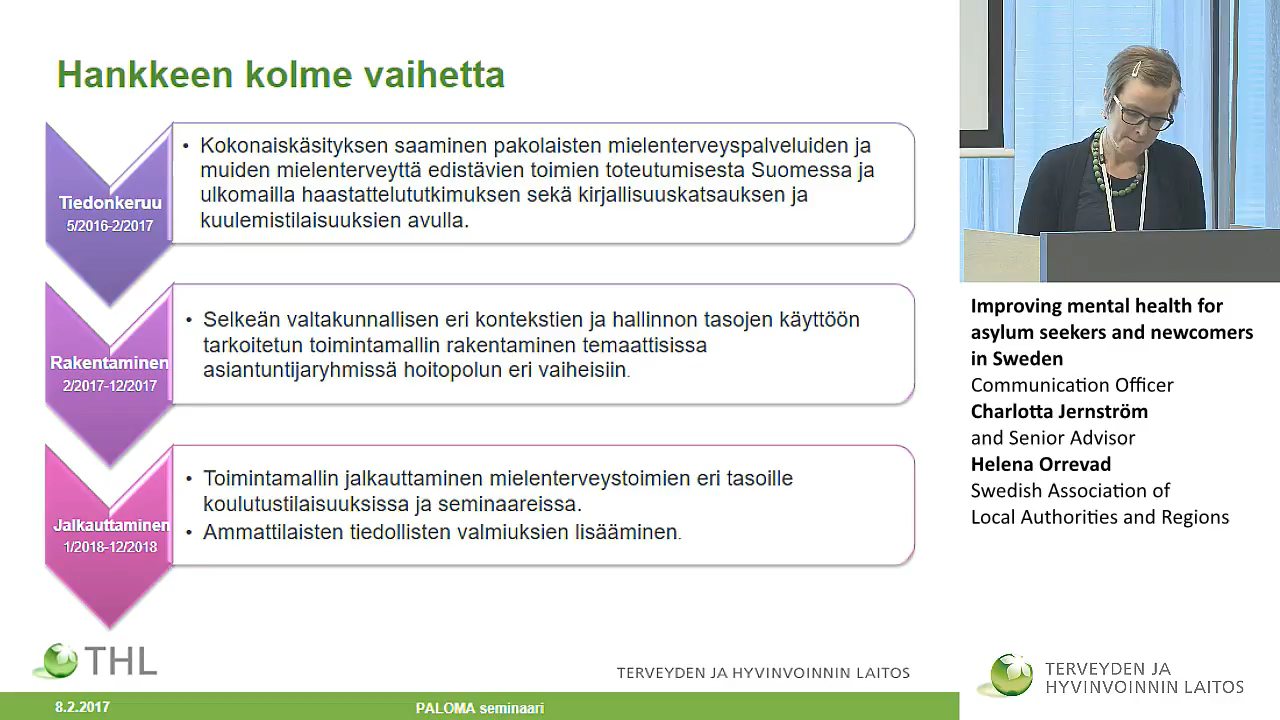 Hankkeen kolme vaihetta
Tiedonkeruu
5/2016-2/2017
• Kokonaiskäsityksen saaminen pakolaisten mielenterveyspalveluiden ja
muiden mielenterveyttä edistävien toimien toteutumisesta Suomessa ja
ulkomailla haastattelututkimuksen sekä kirjallisuuskatsauksen ja
kuulemistilaisuuksien avulla.
Rakentaminen
2/2017-12/2017
• Selkeän valtakunnallisen eri kontekstien ja hallinnon tasojen käyttöön
tarkoitetun toimintamallin rakentaminen temaattisissa
asiantuntijaryhmissä hoitopolun eri vaiheisiin.
Jalkauttaminen
1/2018-12/2018
• Toimintamallin jalkauttaminen mielenterveystoimien eri tasoille
koulutustilaisuuksissa ja seminaareissa.
• Ammattilaisten tiedollisten valmiuksien lisääminen.
THL
TERVEYDEN JA HYVINVOINNIN LAITOS
8.2.2017
PALOMA seminaari
Improving mental health for
asylum seekers and newcomers
in Sweden
Communication Officer
Charlotta Jernström
and Senior Advisor
Helena Orrevad
Swedish Association of
Local Authorities and Regions
TERVEYDEN JA
HYVINVOINNIN LAITOS